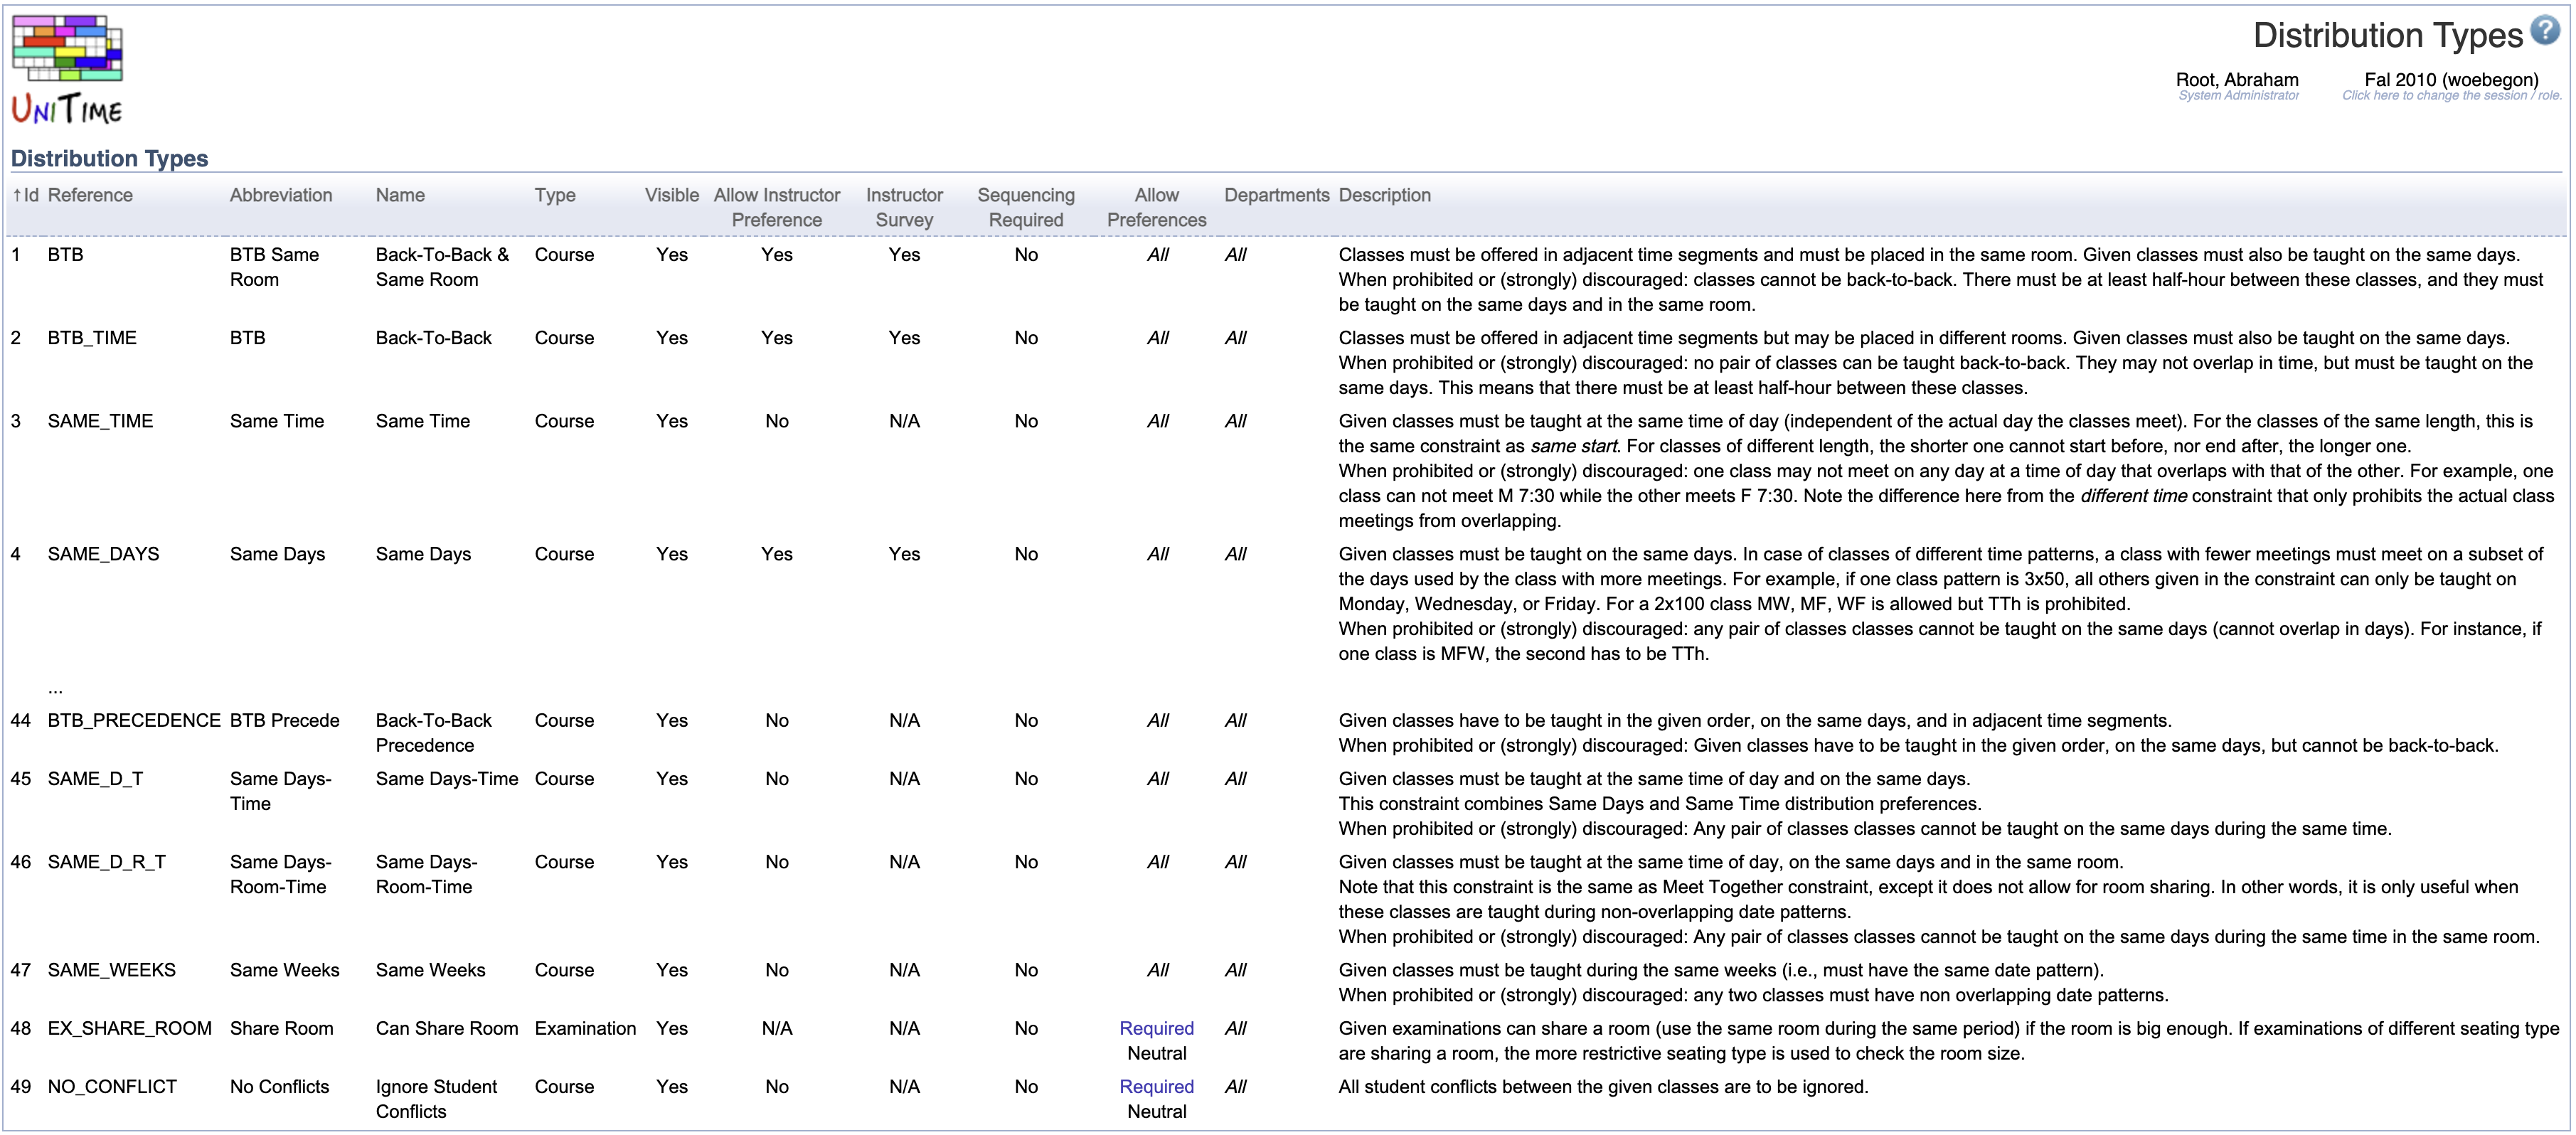 UNITIME
Distribution Types
Root, Abraham Fal 2010 (woebegon)
System Administrator Click here to change the session / role.
Distribution Types
↑Id Reference Abbreviation Name Type Visible Allow Instructor Preference Instructor Survey Sequencing Required Allow Preferences Departments Description
1 BTB BTB Same Room Back-To-Back & Same Room Course Yes Yes Yes No All All Classes must be offered in adjacent time segments and must be placed in the same room. Given classes must also be taught on the same days.
When prohibited or (strongly) discouraged: classes cannot be back-to-back. There must be at least half-hour between these classes, and they must
be taught on the same days and in the same room.
2 BTB_TIME BTB Back-To-Back Course Yes Yes Yes No All All Classes must be offered in adjacent time segments but may be placed in different rooms. Given classes must also be taught on the same days.
When prohibited or (strongly) discouraged: no pair of classes can be taught back-to-back. They may not overlap in time, but must be taught on the
same days. This means that there must be at least half-hour between these classes.
3 SAME_TIME Same Time Same Time Course Yes No N/A No All All Given classes must be taught at the same time of day (independent of the actual day the classes meet). For the classes of the same length, this is
the same constraint as same start. For classes of different length, the shorter one cannot start before, nor end after, the longer one.
When prohibited or (strongly) discouraged: one class may not meet on any day at a time of day that overlaps with that of the other. For example, one
class can not meet M 7:30 while the other meets F 7:30. Note the difference here from the different time constraint that only prohibits the actual class
meetings from overlapping.
4 SAME_DAYS Same Days Same Days Course Yes Yes Yes No All All Given classes must be taught on the same days. In case of classes of different time patterns, a class with fewer meetings must meet on a subset of
the days used by the class with more meetings. For example, if one class pattern is 3x50, all others given in the constraint can only be taught on
Monday, Wednesday, or Friday. For a 2x100 class MW, MF, WF is allowed but TTh is prohibited.
When prohibited or (strongly) discouraged: any pair of classes classes cannot be taught on the same days (cannot overlap in days). For instance, if
one class is MFW, the second has to be TTh.
...
44 BTB_PRECEDENCE BTB Precede Back-To-Back Precedence Course Yes No N/A No All All Given classes have to be taught in the given order, on the same days, and in adjacent time segments.
When prohibited or (strongly) discouraged: Given classes have to be taught in the given order, on the same days, but cannot be back-to-back.
45 SAME_D_T Same Days-Time Same Days-Time Course Yes No N/A No All All Given classes must be taught at the same time of day and on the same days.
This constraint combines Same Days and Same Time distribution preferences.
When prohibited or (strongly) discouraged: Any pair of classes classes cannot be taught on the same days during the same time.
46 SAME_D_R_T Same Days-Room-Time Same Days-Room-Time Course Yes No N/A No All All Given classes must be taught at the same time of day, on the same days and in the same room.
Note that this constraint is the same as Meet Together constraint, except it does not allow for room sharing. In other words, it is only useful when
these classes are taught during non-overlapping date patterns.
When prohibited or (strongly) discouraged: Any pair of classes classes cannot be taught on the same days during the same time in the same room.
47 SAME_WEEKS Same Weeks Same Weeks Course Yes No N/A No All All Given classes must be taught during the same weeks (i.e., must have the same date pattern).
When prohibited or (strongly) discouraged: any two classes must have non overlapping date patterns.
48 EX_SHARE_ROOM Share Room Can Share Room Examination Yes N/A N/A No Required Neutral All Given examinations can share a room (use the same room during the same period) if the room is big enough. If examinations of different seating type
are sharing a room, the more restrictive seating type is used to check the room size.
49 NO_CONFLICT No Conflicts Ignore Student Conflicts Course Yes No N/A No Required Neutral All All student conflicts between the given classes are to be ignored.